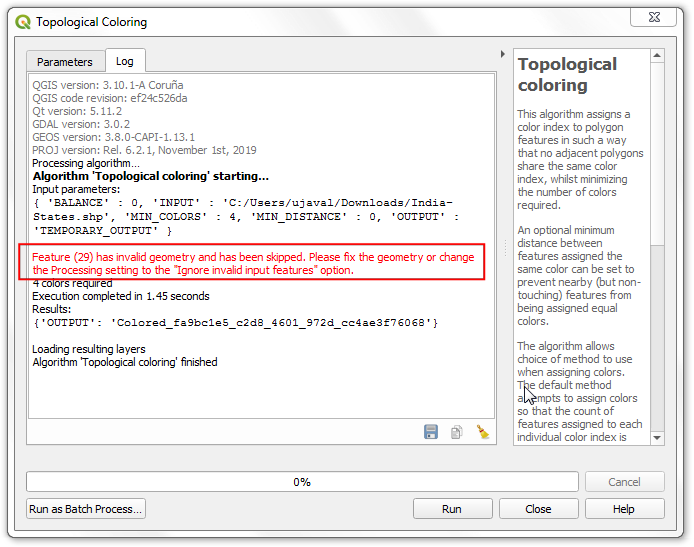 Topological Coloring
Parameters
Log
QGIS version: 3.10.1-A Coruña
QGIS code revision: ef24c526da
Qt version: 5.11.2
GDAL version: 3.0.2
GEOS version: 3.8.0-CAPI-1.13.1
PROJ version: Rel. 6.2.1, November 1st, 2019
Processing algorithm...
Algorithm 'Topological coloring' starting...
Input parameters:
{ 'BALANCE' : 0, 'INPUT' : 'C:/Users/ujaval/Downloads/India-
States.shp', 'MIN_COLORS' : 4, 'MIN_DISTANCE' : 0, 'OUTPUT' :
'TEMPORARY_OUTPUT' }
Feature (29) has invalid geometry and has been skipped. Please fix the geometry or change
the Processing setting to the "Ignore invalid input features" option.
4 colors required
Execution completed in 1.45 seconds
Results:
{'OUTPUT': 'Colored_fa9bc1e5_c2d8_4601_972d_cc4ae3f76068'}
Loading resulting layers
Algorithm 'Topological coloring' finished
Topological
coloring
This algorithm assigns a
color index to polygon
features in such a way
that no adjacent polygons
share the same color
index, whilst minimizing
the number of colors
required.
An optional minimum
distance between
features assigned the
same color can be set to
prevent nearby (but non-
touching) features from
being assigned equal
colors.
The algorithm allows
choice of method to use
when assigning colors.
The default method
attempts to assign colors
so that the count of
features assigned to each
individual color index is
0%
Cancel
Run as Batch Process...
Run
Close
Help